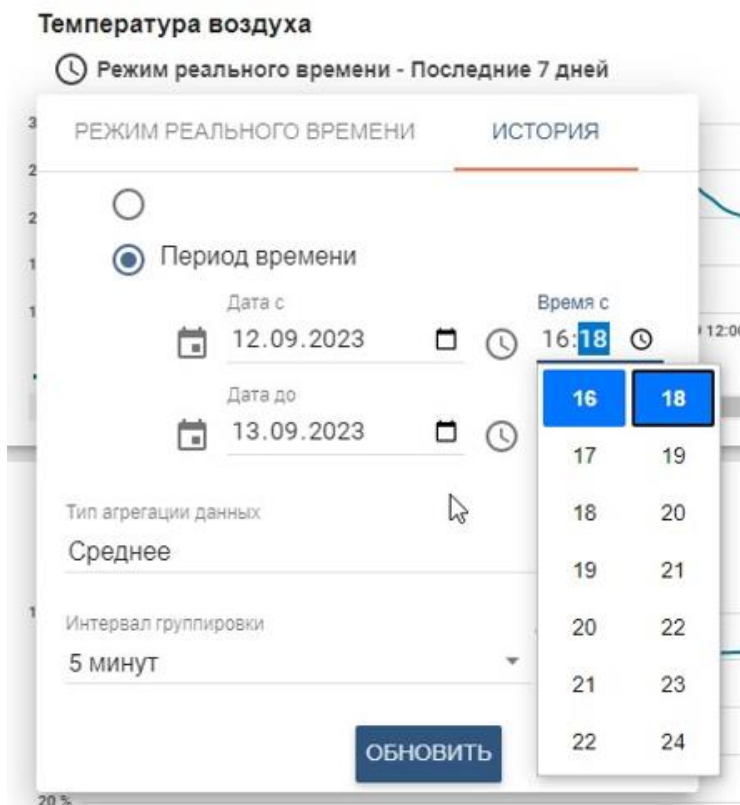 Температура воздуха
Режим реального времени - Последние 7 дней
РЕЖИМ РЕАЛЬНОГО ВРЕМЕНИ ИСТОРИЯ
Период времени
Дата с Время с
12.09.2023 16:18
12:00
Дата до
13.09.2023
16 18
17 19
18 20
19 21
20 22
21 23
22 24
Тип агрегации данных
Среднее
Интервал группировки
5 минут
ОБНОВИТЬ
20 %